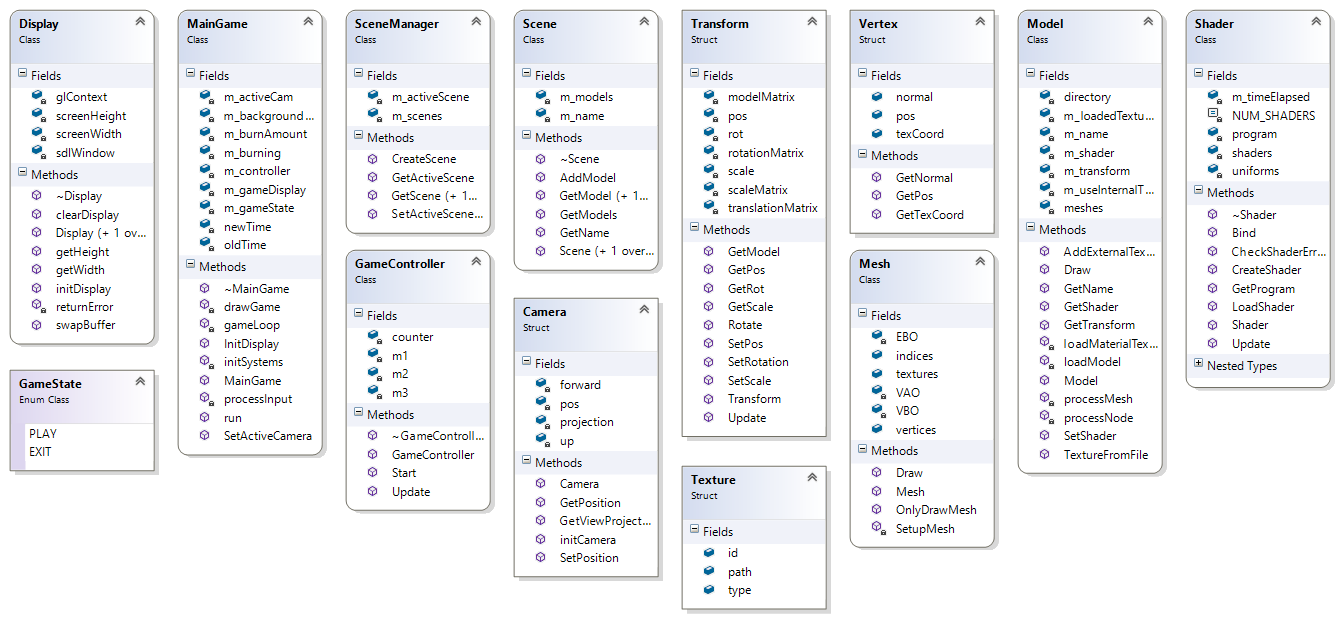 Display
Class
Fields
glContext
screenHeight
screenWidth
sdlWindow
Methods
~Display
clearDisplay
Display (+ 1 ov...
getHeight
getWidth
initDisplay
returnError
swapBuffer
GameState
Enum Class
PLAY
EXIT
MainGame
Class
Fields
m_activeCam
m_background...
m_burnAmount
m_burning
m_controller
m_gameDisplay
m_gameState
newTime
oldTime
Methods
~MainGame
drawGame
gameLoop
InitDisplay
initSystems
MainGame
processInput
run
SetActiveCamera
SceneManager
Class
Fields
m_activeScene
m_scenes
Methods
CreateScene
GetActiveScene
GetScene (+ 1...
SetActiveScene...
GameController
Class
Fields
counter
m1
m2
m3
Methods
~GameControll...
GameController
Start
Update
Scene
Class
Fields
m_models
m_name
Methods
~Scene
AddModel
GetModel (+ 1...
GetModels
GetName
Scene (+ 1 over...
Camera
Struct
Fields
forward
pos
projection
up
Methods
Camera
GetPosition
GetViewProject...
initCamera
SetPosition
Transform
Struct
Fields
modelMatrix
pos
rot
rotationMatrix
scale
scaleMatrix
translationMatrix
Methods
GetModel
GetPos
GetRot
GetScale
Rotate
SetPos
SetRotation
SetScale
Transform
Update
Texture
Struct
Fields
id
path
type
Vertex
Struct
Fields
normal
pos
texCoord
Methods
GetNormal
GetPos
GetTexCoord
Mesh
Class
Fields
EBO
indices
textures
VAO
VBO
vertices
Methods
Draw
Mesh
OnlyDrawMesh
SetupMesh
Model
Class
Fields
directory
m_loadedTextu...
m_name
m_shader
m_transform
m_useInternalT...
meshes
Methods
AddExternalTex...
Draw
GetName
GetShader
GetTransform
loadMaterialTex...
loadModel
Model
processMesh
processNode
SetShader
TextureFromFile
Shader
Class
Fields
m_timeElapsed
NUM_SHADERS
program
shaders
uniforms
Methods
~Shader
Bind
CheckShaderErr...
CreateShader
GetProgram
LoadShader
Shader
Update
Nested Types